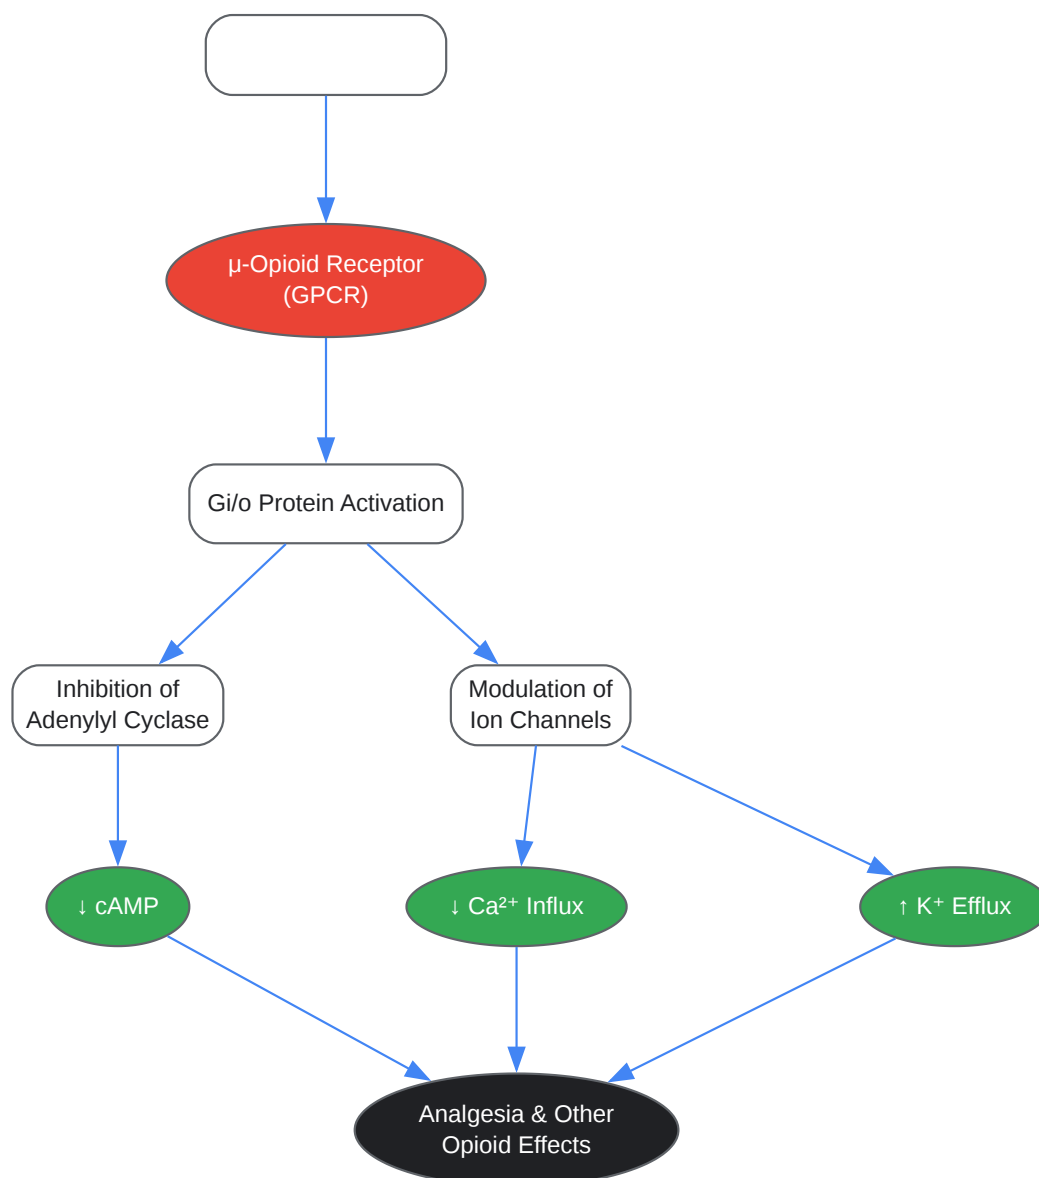 μ-Opioid Receptor
(GPCR)
Gi/o Protein Activation
Inhibition of
Adenylyl Cyclase
Modulation of
Ion Channels
↓ cAMP
↓ Ca²⁺ Influx
↑ K⁺ Efflux
Analgesia & Other
Opioid Effects